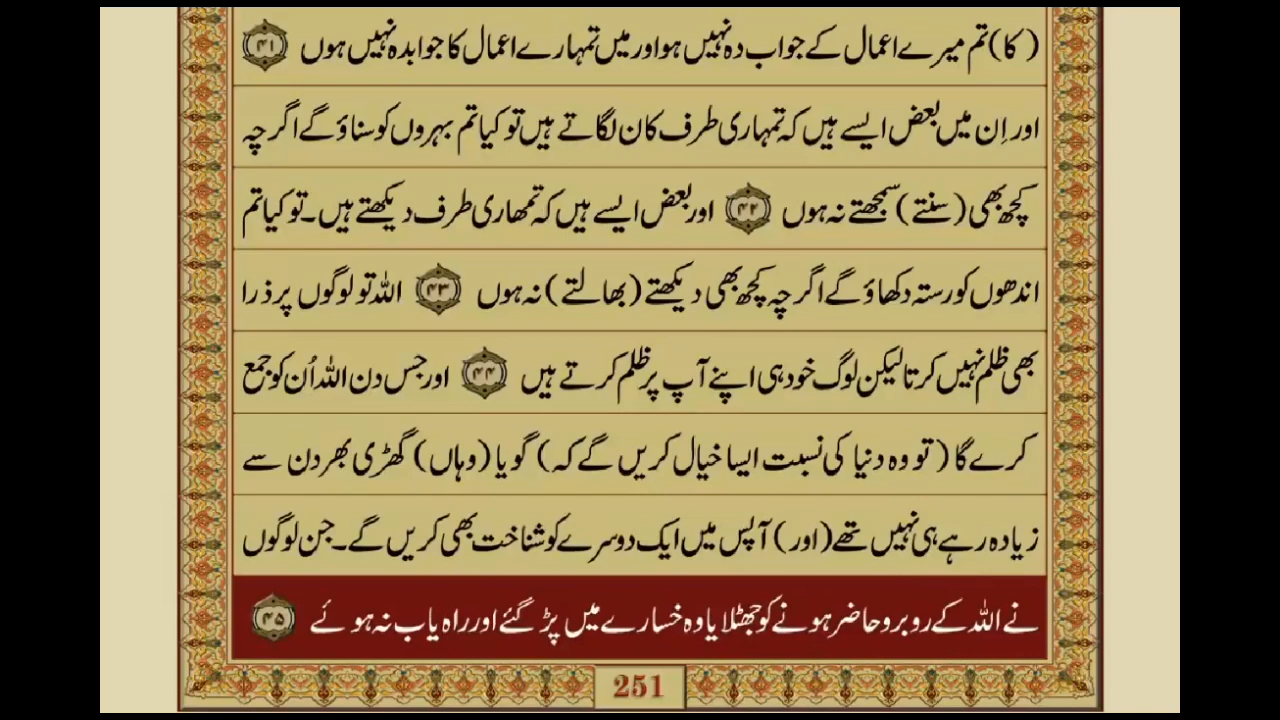 (کا) تم میرے اعمال کے جواب دہ نہیں ہو اور میں تمہارے اعمال کا جوابدہ نہیں ہوں ﴿۴۱﴾
اور اِن میں بعض ایسے ہیں کہ تمہاری طرف کان لگاتے ہیں تو کیا تم بہروں کو سناؤ گے اگرچہ
کچھ بھی (سنتے) سمجھتے نہ ہوں ﴿۴۲﴾ اور بعض ایسے ہیں کہ تمھاری طرف دیکھتے ہیں۔ تو کیا تم
اندھوں کو رستہ دکھاؤ گے اگرچہ کچھ بھی دیکھتے (بھالتے) نہ ہوں ﴿۴۳﴾ اللہ تو لوگوں پر ذرا
بھی ظلم نہیں کرتا لیکن لوگ خود ہی اپنے آپ پر ظلم کرتے ہیں ﴿۴۴﴾ اور جس دن اللہ اُن کو جمع
کرے گا (تو وہ دنیا کی نسبت ایسا خیال کریں گے کہ) گویا (وہاں) گھڑی بھر دن سے
زیادہ رہے ہی نہیں تھے (اور) آپس میں ایک دوسرے کو شناخت بھی کریں گے۔ جن لوگوں
نے اللہ کے روبرو حاضر ہونے کو جھٹلایا وہ خسارے میں پڑ گئے اور راہ یاب نہ ہوئے ﴿۴۵﴾
251